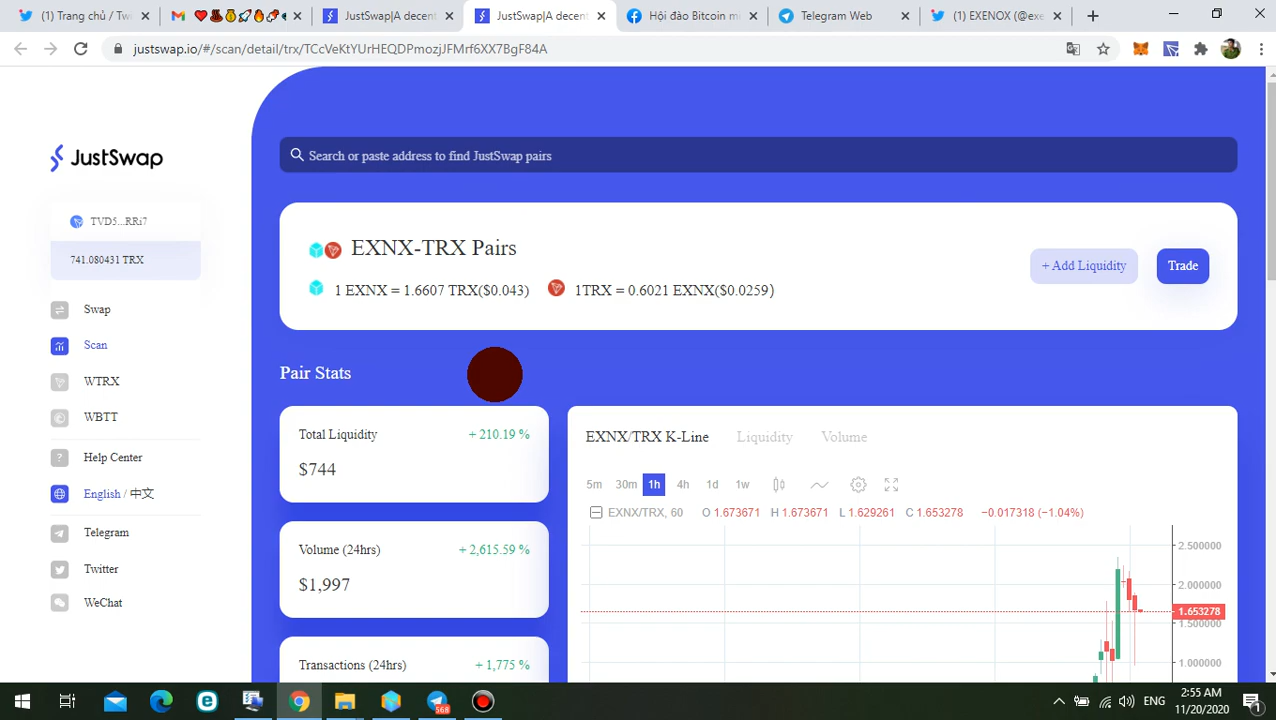 (1) Trang chủ / Tw
JustSwap|A decent
JustSwap|A decent
Hội đào Bitcoin m
Telegram Web
(1) EXENOX (@exe
justswap.io/#/scan/detail/trx/TCcVeKtYUrHEQDPmozjJFMrf6XX7BgF84A
JustSwap
Search or paste address to find JustSwap pairs
TVD5...RRi7
741.080431 TRX
EXNX-TRX Pairs
1 EXNX = 1.6607 TRX($0.043)
1TRX = 0.6021 EXNX($0.0259)
+ Add Liquidity
Trade
Swap
Scan
WTRX
WBTT
Help Center
English / 中文
Telegram
Twitter
WeChat
Pair Stats
Total Liquidity
+ 210.19 %
$744
Volume (24hrs)
+ 2,615.59 %
$1,997
Transactions (24hrs)
+ 1,775 %
EXNX/TRX K-Line
Liquidity
Volume
5m 30m 1h 4h 1d 1w
EXNX/TRX, 60 O 1.673671 H 1.673671 L 1.629261 C 1.653278 −0.017318 (−1.04%)
2.500000
2.000000
1.653278
1.500000
1.000000
568
ENG
2:55 AM
11/20/2020
1